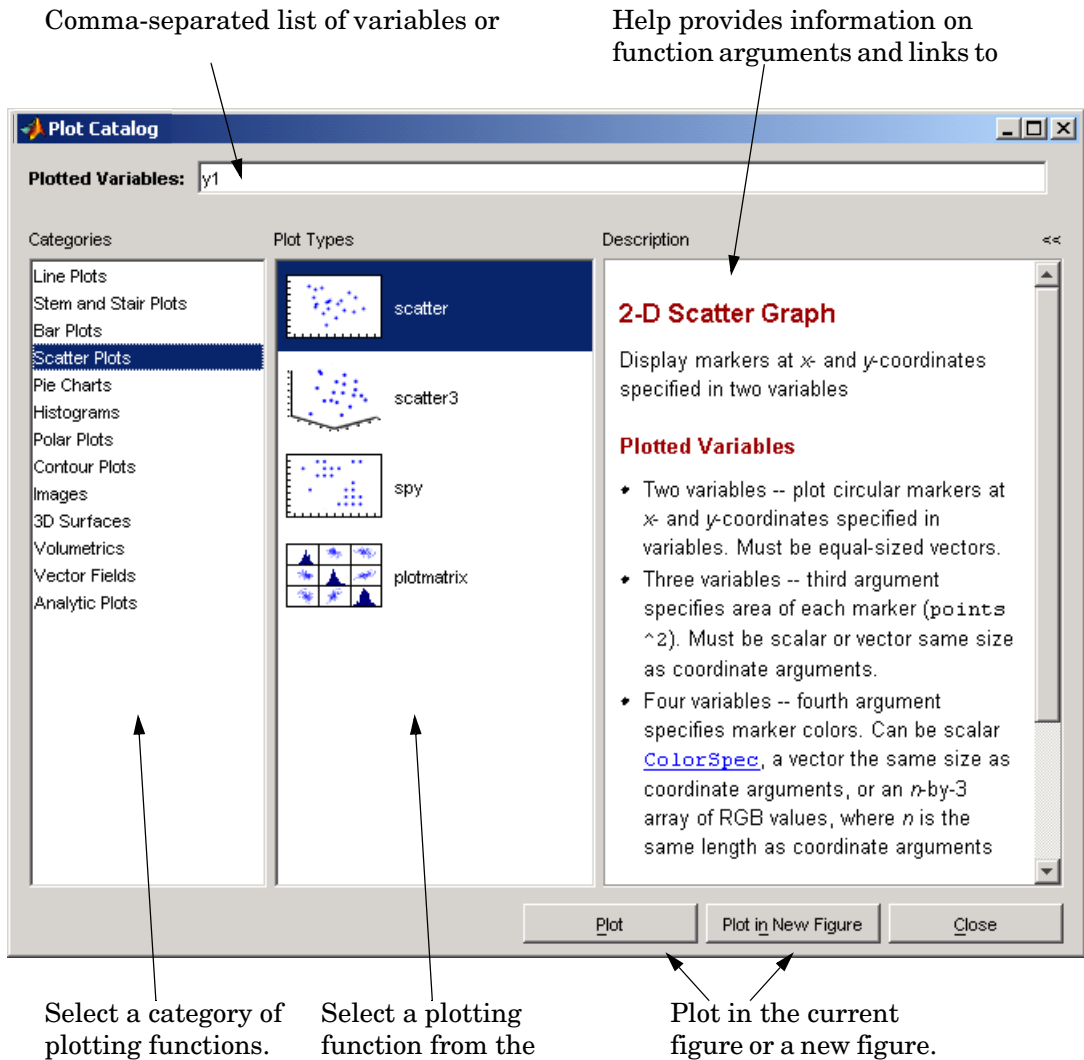 Comma-separated list of variables or
Help provides information on
function arguments and links to
Plot Catalog
Plotted Variables: y1
Categories
Plot Types
Description
<<
Line Plots
Stem and Stair Plots
Bar Plots
Scatter Plots
Pie Charts
Histograms
Polar Plots
Contour Plots
Images
3D Surfaces
Volumetrics
Vector Fields
Analytic Plots
scatter
scatter3
spy
plotmatrix
2-D Scatter Graph
Display markers at x- and y-coordinates
specified in two variables
Plotted Variables
• Two variables -- plot circular markers at
x- and y-coordinates specified in
variables. Must be equal-sized vectors.
• Three variables -- third argument
specifies area of each marker (points
^2). Must be scalar or vector same size
as coordinate arguments.
• Four variables -- fourth argument
specifies marker colors. Can be scalar
ColorSpec, a vector the same size as
coordinate arguments, or an n-by-3
array of RGB values, where n is the
same length as coordinate arguments
Plot
Plot in New Figure
Close
Select a category of
plotting functions.
Select a plotting
function from the
Plot in the current
figure or a new figure.